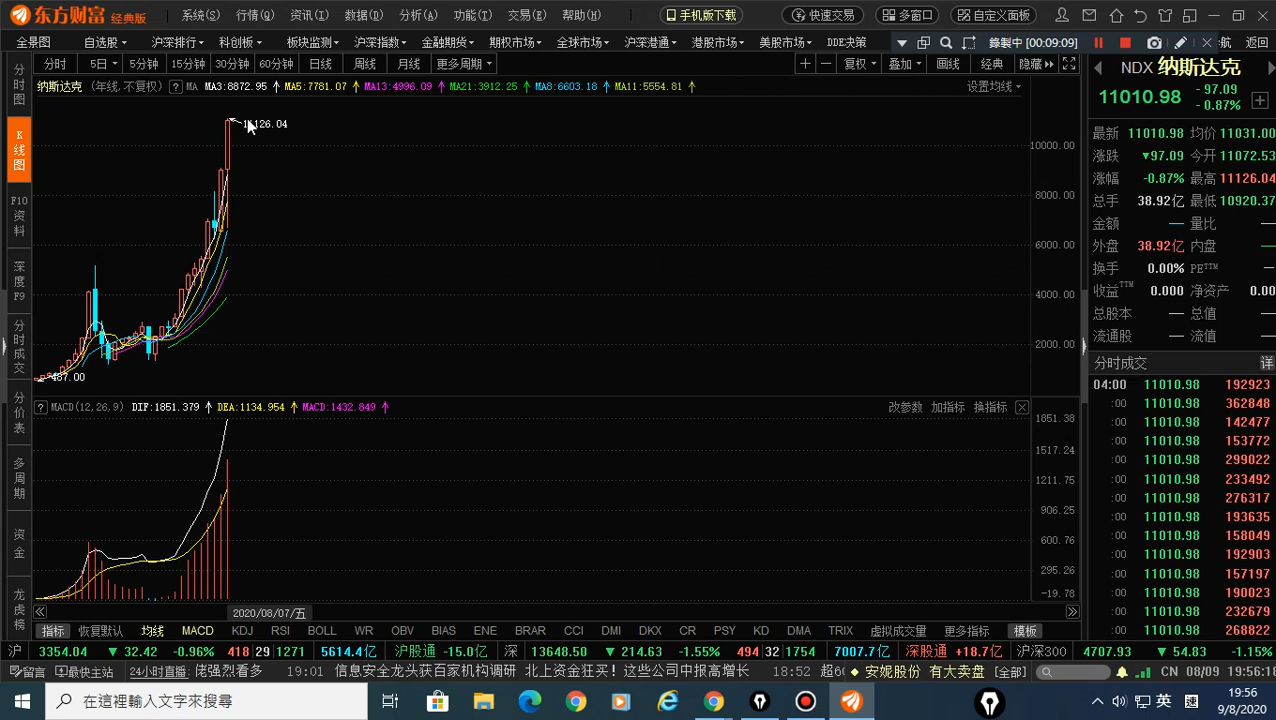 东方财富 经典版 系统(S) 行情(Q) 资讯(I) 数据(D) 分析(A) 功能(T) 交易(E) 帮助(H) 手机版下载 快速交易 多窗口 自定义面板
全景图 自选股 沪深排行 科创板 板块监测 沪深指数 金融期货 期权市场 全球市场 沪深港通 港股市场 美股市场 DDE决策 錄製中 [00:09:09] 航 返回
分时 5日 5分钟 15分钟 30分钟 60分钟 日线 周线 月线 更多周期 + − 复权 叠加 画线 经典 隐藏
NDX 纳斯达克
纳斯达克 (年线,不复权) ? MA MA3:8872.95 MA5:7781.07 MA13:4996.09 MA21:3912.25 MA8:6603.18 MA11:5554.81 设置均线
11010.98 -97.09
-0.87%
11126.04
10000.00
8000.00
6000.00
4000.00
2000.00
487.00
分时图
K线图
F10资料
深度F9
分时成交
分价表
多周期
资金
龙虎榜
最新 11010.98 均价 11031.00
涨跌 ▼97.09 今开 11072.53
涨幅 -0.87% 最高 11126.04
总手 38.92亿 最低 10920.37
金额 — 量比 —
外盘 38.92亿 内盘 —
换手 0.00% PE™ —
收益TTM 0.000 净资产 0.00
总股本 — 总值 —
流通股 — 流值 —
分时成交 详
04:00 11010.98 192923
:00 11010.98 362848
:00 11010.98 142477
:00 11010.98 153772
:00 11010.98 299022
:00 11010.98 233492
:00 11010.98 276317
:00 11010.98 193635
:00 11010.98 158049
:00 11010.98 192903
:00 11010.98 157197
:00 11010.98 190023
:00 11010.98 232679
:00 11010.98 268822
? MACD(12,26,9) DIF:1851.379 DEA:1134.954 MACD:1432.849 改参数 加指标 换指标
1851.38
1517.24
1211.75
906.25
600.76
295.26
-19.78
2020/08/07/五
指标 恢复默认 均线 MACD KDJ RSI BOLL WR OBV BIAS ENE BRAR CCI DMI DKX CR PSY KD DMA TRIX 虚拟成交量 更多指标 模板
沪 3354.04 ▼ 32.42 -0.96% 418 29 1271 5614.4亿 沪股通 -15.0亿 深 13648.50 ▼ 214.63 -1.55% 494 32 1754 7007.7亿 深股通 +18.7亿 沪深300 4707.93 ▼ 54.83 -1.15%
留言 最快主站 24小时直播: 佬强烈看多 19:01 信息安全龙头获百家机构调研 北上资金狂买！这些公司中报高增长 18:52 超6 ◆ 安妮股份 有大卖盘 [全部] CN 08/09 19:56:1
在這裡輸入文字來搜尋 英 19:56
9/8/2020